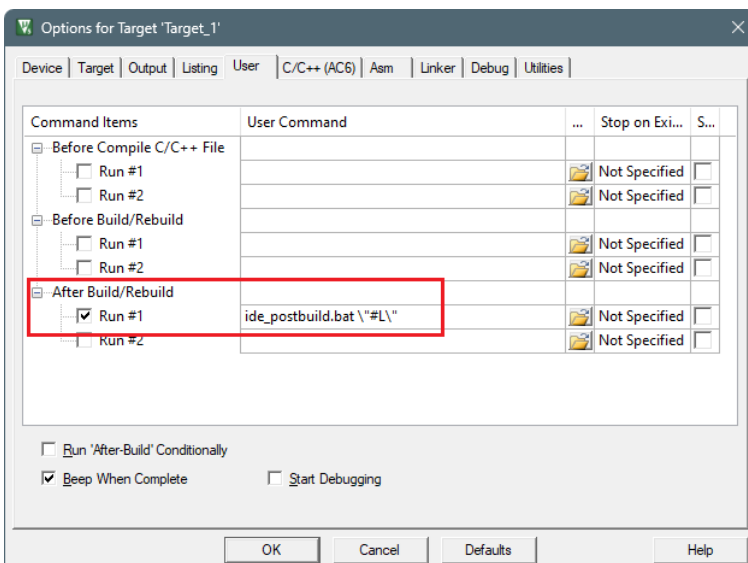 Options for Target 'Target_1'
Device Target Output Listing User C/C++ (AC6) Asm Linker Debug Utilities
Command Items User Command ... Stop on Exi... S...
Before Compile C/C++ File
Run #1 Not Specified
Run #2 Not Specified
Before Build/Rebuild
Run #1 Not Specified
Run #2 Not Specified
After Build/Rebuild
Run #1 ide_postbuild.bat \"#L\" Not Specified
Run #2 Not Specified
Run 'After-Build' Conditionally
Beep When Complete Start Debugging
OK Cancel Defaults Help